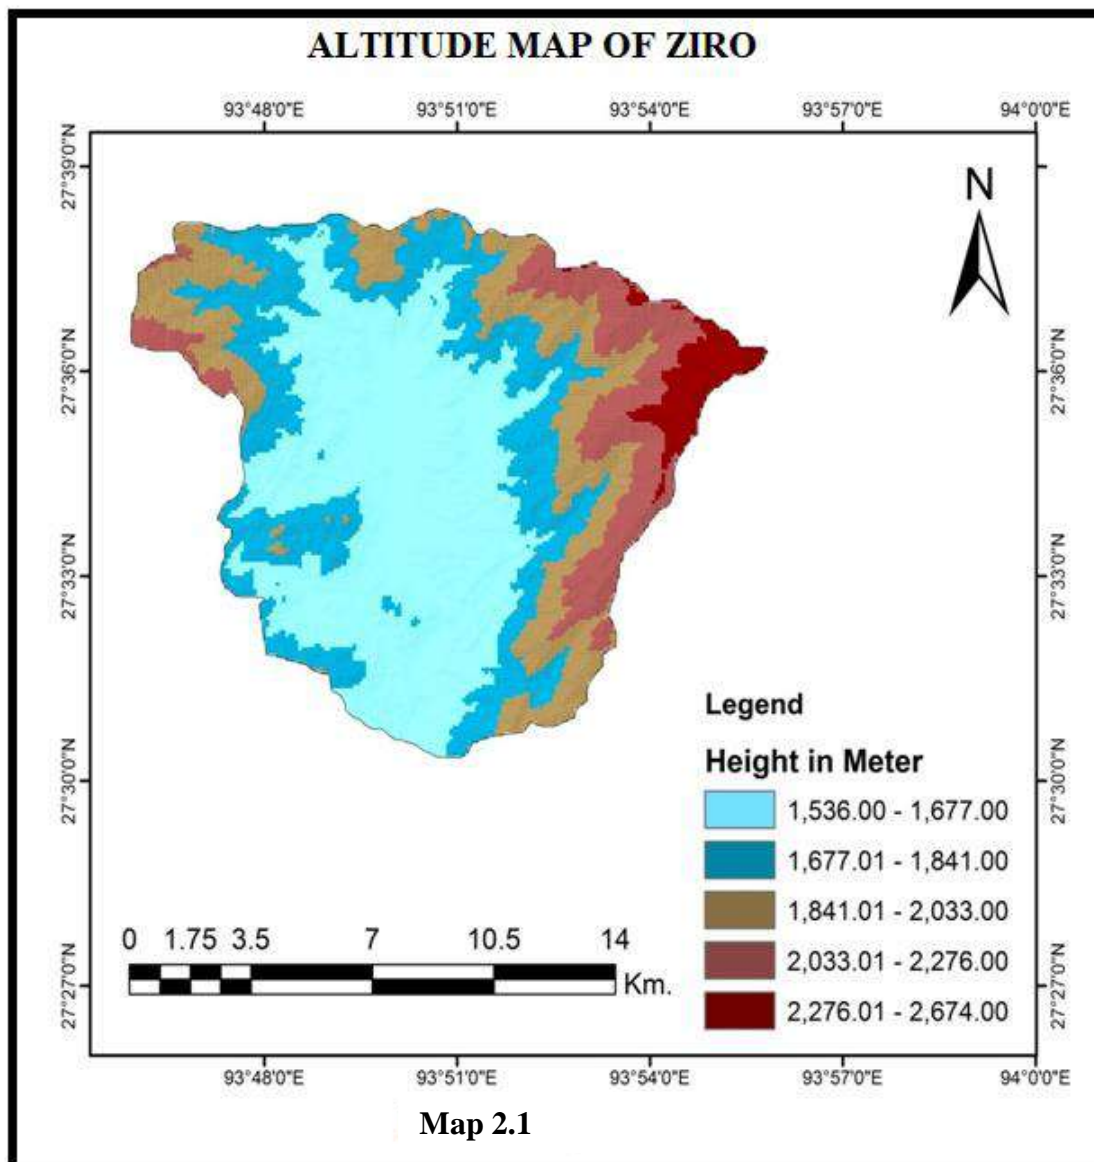 ALTITUDE MAP OF ZIRO
93°48'0"E 93°51'0"E 93°54'0"E 93°57'0"E 94°0'0"E
27°39'0"N
27°39'0"N
N
27°36'0"N
27°36'0"N
27°33'0"N
27°33'0"N
Legend
Height in Meter
27°30'0"N
27°30'0"N
1,536.00 - 1,677.00
1,677.01 - 1,841.00
1,841.01 - 2,033.00
2,033.01 - 2,276.00
2,276.01 - 2,674.00
0 1.75 3.5 7 10.5 14
Km.
27°27'0"N
27°27'0"N
93°48'0"E 93°51'0"E 93°54'0"E 93°57'0"E 94°0'0"E
Map 2.1